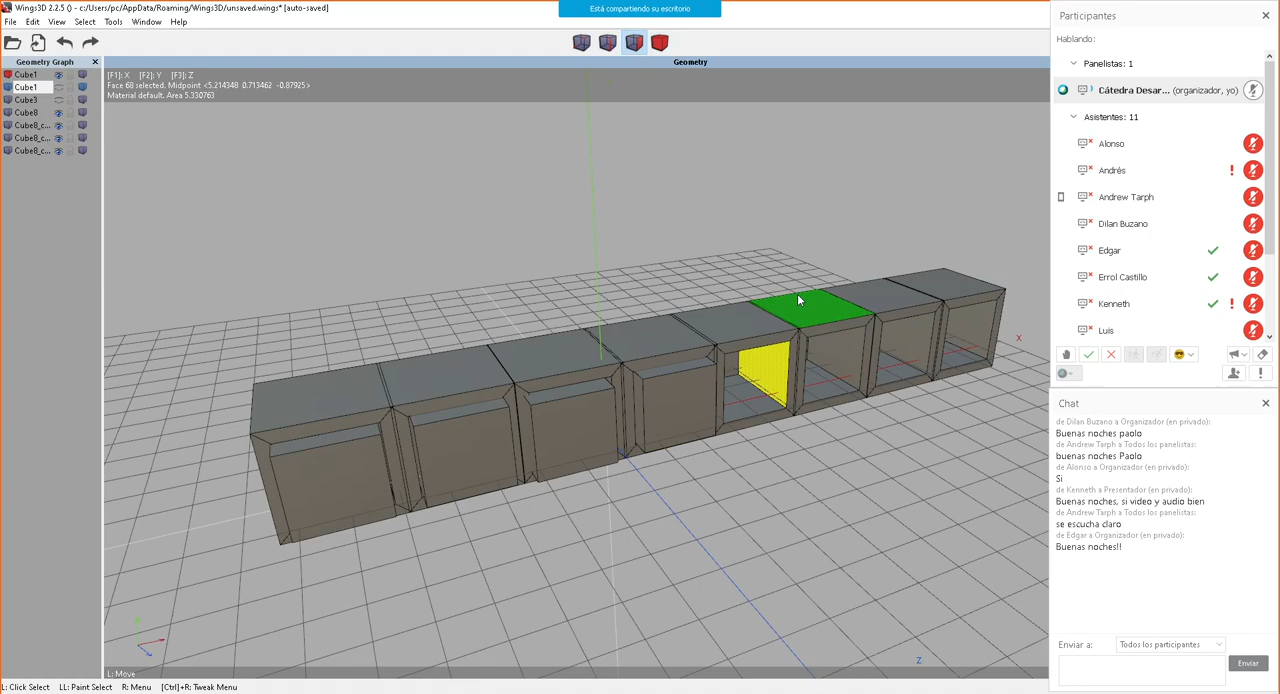 Wings3D 2.2.5 () - c:/Users/pc/AppData/Roaming/Wings3D/unsaved.wings* [auto-saved]
Está compartiendo su escritorio
File Edit View Select Tools Window Help
Geometry Graph
Geometry
Cube1
Cube1
Cube3
Cube8
Cube8_c...
Cube8_c...
Cube8_c...
[F1]: X [F2]: Y [F3]: Z
Face 68 selected. Midpoint <5.214348 0.713462 -0.87925>
Material default. Area 5.330763
X
Z
L: Move
L: Click Select LL: Paint Select R: Menu [Ctrl]+R: Tweak Menu
Participantes
Hablando:
Panelistas: 1
Cátedra Desar... (organizador, yo)
Asistentes: 11
Alonso
Andrés
Andrew Tarph
Dilan Buzano
Edgar
Errol Castillo
Kenneth
Luis
Chat
de Dilan Buzano a Organizador (en privado):
Buenas noches paolo
de Andrew Tarph a Todos los panelistas:
buenas noches Paolo
de Alonso a Organizador (en privado):
Si
de Kenneth a Presentador (en privado):
Buenas noches, si video y audio bien
de Andrew Tarph a Todos los panelistas:
se escucha claro
de Edgar a Organizador (en privado):
Buenas noches!!
Enviar a: Todos los participantes
Enviar